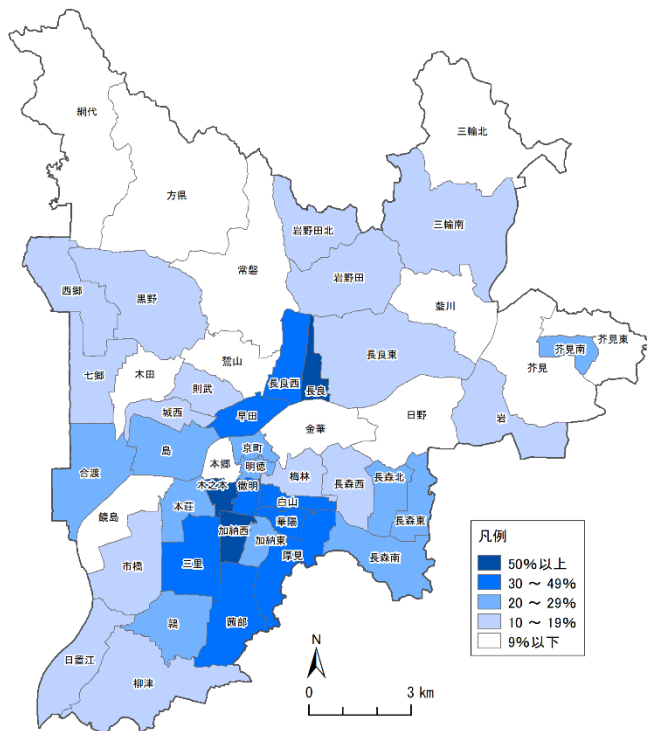 網代
三輪北
方県
三輪南
岩野田北
常磐
岩野田
西郷
黒野
藍川
芥見東
芥見南
長良東
鷺山
芥見
木田
長良西
長良
七郷
則武
日野
城西
早田
岩
金華
島
京町
合渡
本郷
明徳
梅林
長森西
長森北
木之本
徹明
白山
鏡島
本荘
華陽
長森東
加納西
加納東
厚見
市橋
三里
長森南
鶉
茜部
日置江
柳津
凡例
50%以上
30 ～ 49%
20 ～ 29%
10 ～ 19%
9%以下
N
0 3 km